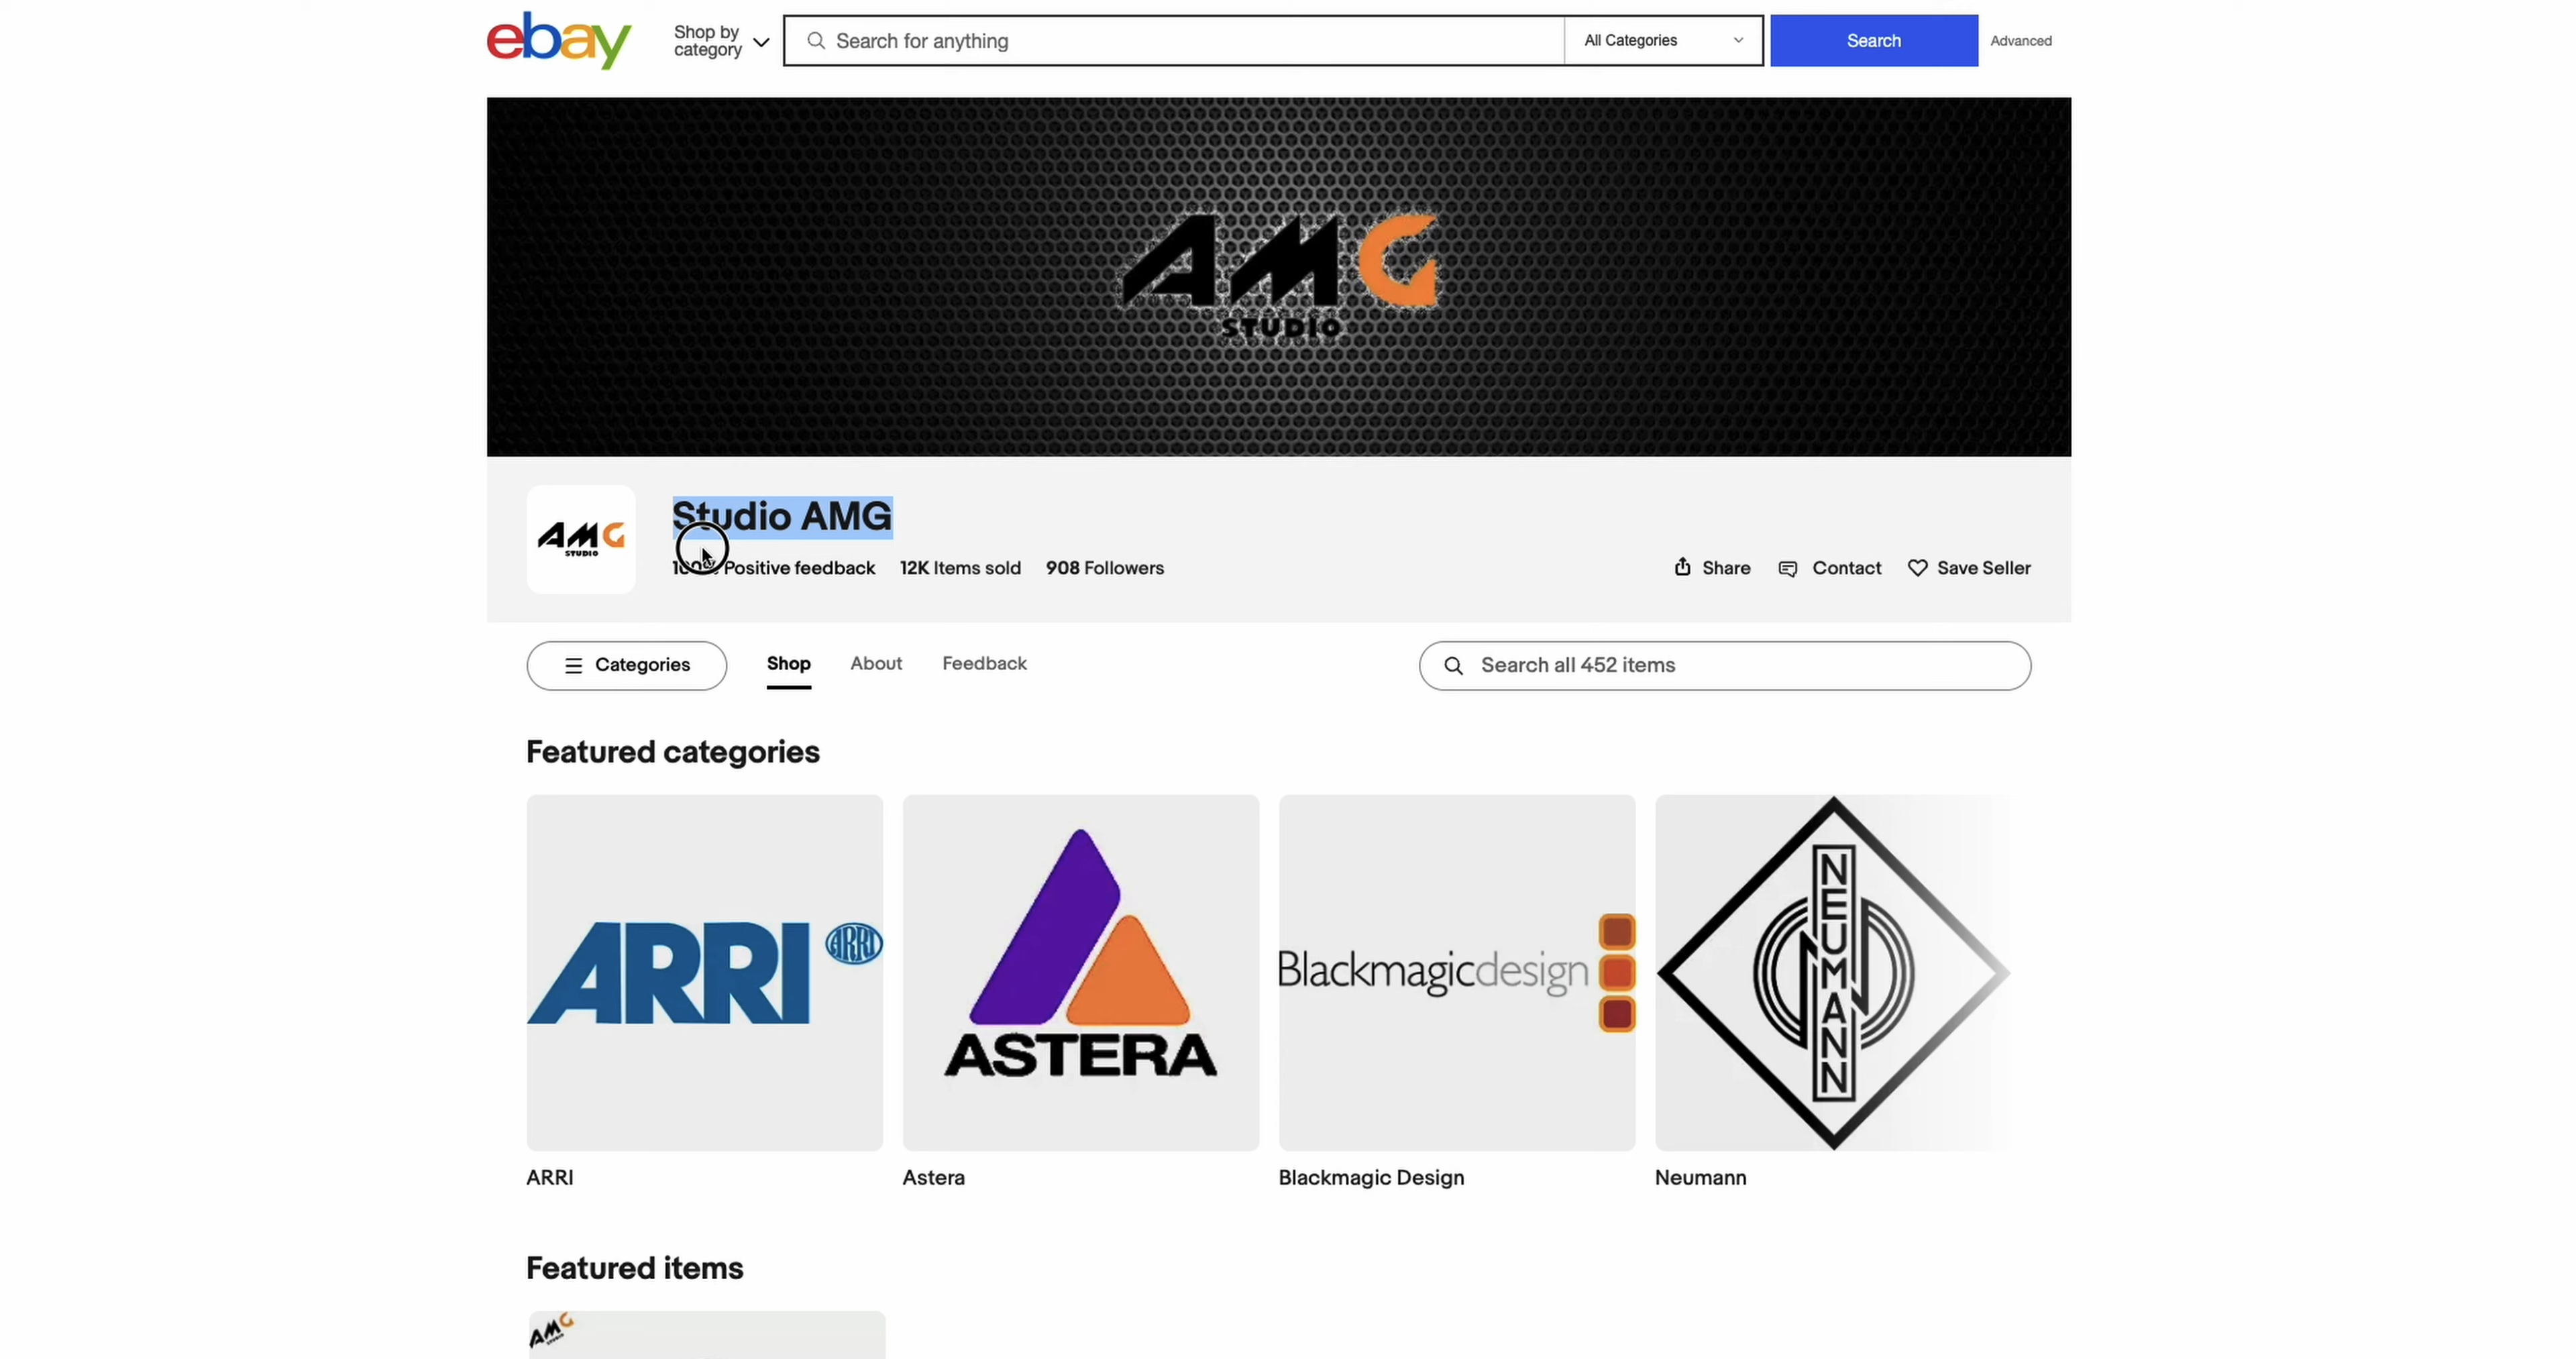 ebay
Shop by
category
Search for anything
All Categories
Search
Advanced
AMG
STUDIO
AMG
STUDIO
Studio AMG
100% Positive feedback
12K Items sold
908 Followers
Share
Contact
Save Seller
Categories
Shop
About
Feedback
Search all 452 items
Featured categories
ARRI
ARRI
ASTERA
Blackmagicdesign
NEUMANN
ARRI
Astera
Blackmagic Design
Neumann
Featured items
AMG